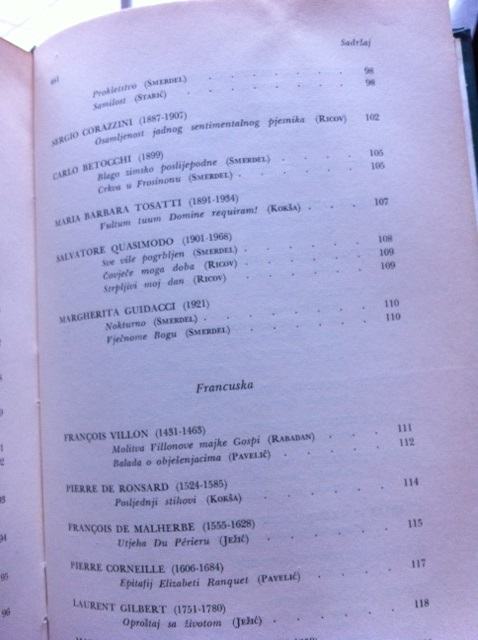 Sadržaj
Prokletstvo (Smerdel) . . . . . . . 98
Samilost (Starić) . . . . . . . 98
SERGIO CORAZZINI (1887-1907)
Osamljenost jadnog sentimentalnog pjesnika (Ricov) 102
CARLO BETOCCHI (1899)
Blago zimsko poslijepodne (Smerdel) . . . . 105
Crkva u Frosinonu (Smerdel) . . . . . 105
MARIA BARBARA TOSATTI (1891-1934)
Vultum tuum Domine requiram! (Kokša) . . . 107
SALVATORE QUASIMODO (1901-1968)
Sve više pogrbljen (Smerdel) . . . . . 108
Čovječe moga doba (Ricov) . . . . . 109
Strpljivi moj dan (Ricov) . . . . . 109
MARGHERITA GUIDACCI (1921)
Nokturno (Smerdel) . . . . . . 110
Vječnome Bogu (Smerdel) . . . . . 110
Francuska
FRANÇOIS VILLON (1431-1463)
Molitva Villonove majke Gospi (Rabadan) . . . 111
Balada o obješenjacima (Pavelić) . . . . 112
PIERRE DE RONSARD (1524-1585)
Posljednji stihovi (Kokša) . . . . . 114
FRANÇOIS DE MALHERBE (1555-1628)
Utjeha Du Périeru (Ježić) . . . . . 115
PIERRE CORNEILLE (1606-1684)
Epitafij Elizabeti Ranquet (Pavelić) . . . . 117
LAURENT GILBERT (1751-1780)
Oproštaj sa životom (Ježić) . . . . . 118